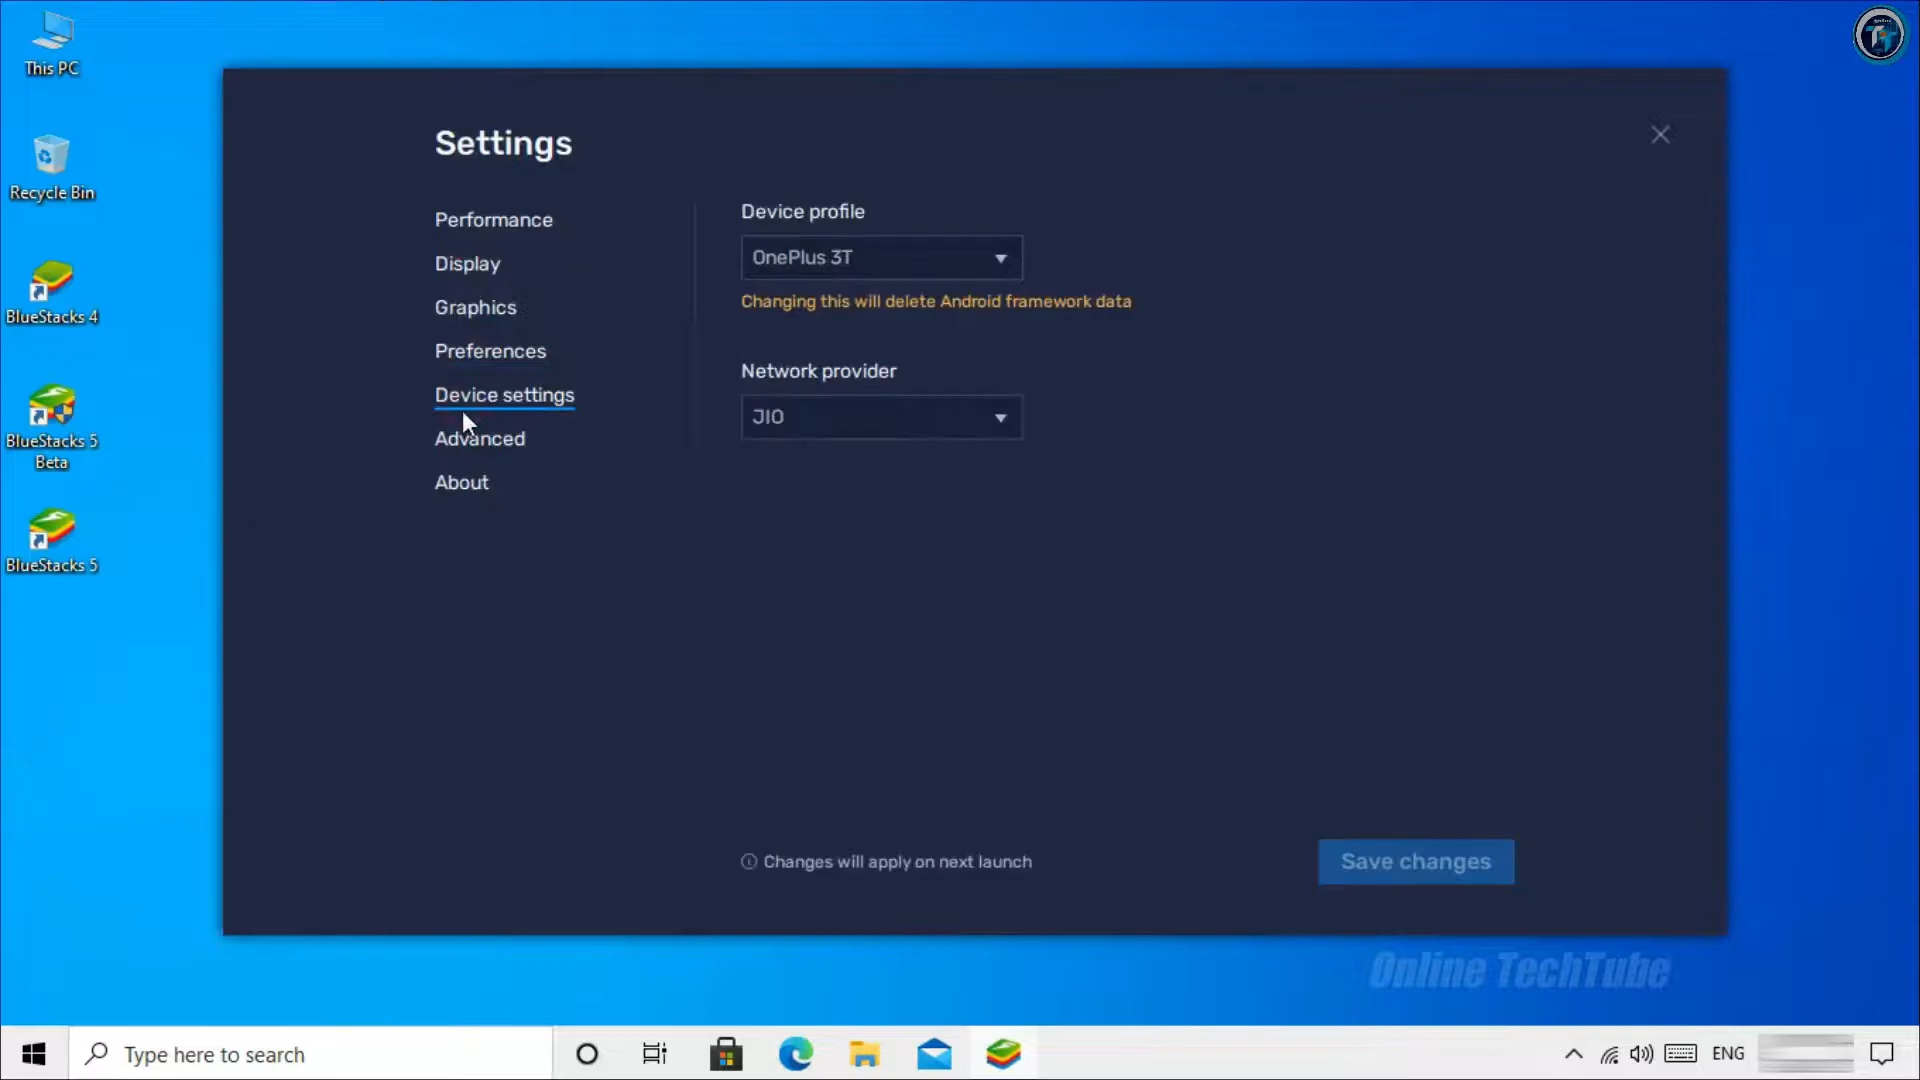 This PC
Recycle Bin
BlueStacks 4
BlueStacks 5
Beta
BlueStacks 5
Settings
Performance
Display
Graphics
Preferences
Device settings
Advanced
About
Device profile
OnePlus 3T
Changing this will delete Android framework data
Network provider
JIO
Changes will apply on next launch
Save changes
Online TechTube
Type here to search
ENG